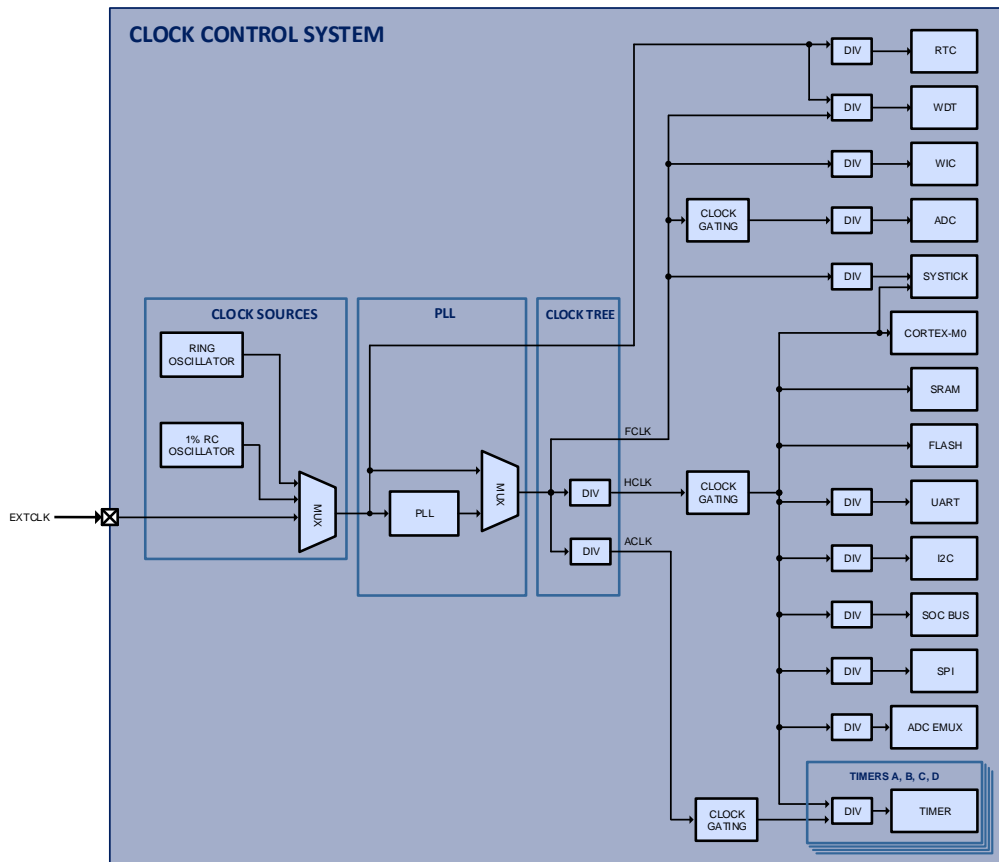 CLOCK CONTROL SYSTEM
DIV
RTC
DIV
WDT
DIV
WIC
CLOCK
GATING
DIV
ADC
DIV
SYSTICK
CLOCK SOURCES
PLL
CLOCK TREE
CORTEX-M0
RING
OSCILLATOR
SRAM
1% RC
OSCILLATOR
FCLK
FLASH
MUX
MUX
DIV
HCLK
CLOCK
GATING
DIV
UART
EXTCLK
PLL
ACLK
DIV
DIV
I2C
DIV
SOC BUS
DIV
SPI
DIV
ADC EMUX
TIMERS A, B, C, D
CLOCK
GATING
DIV
TIMER